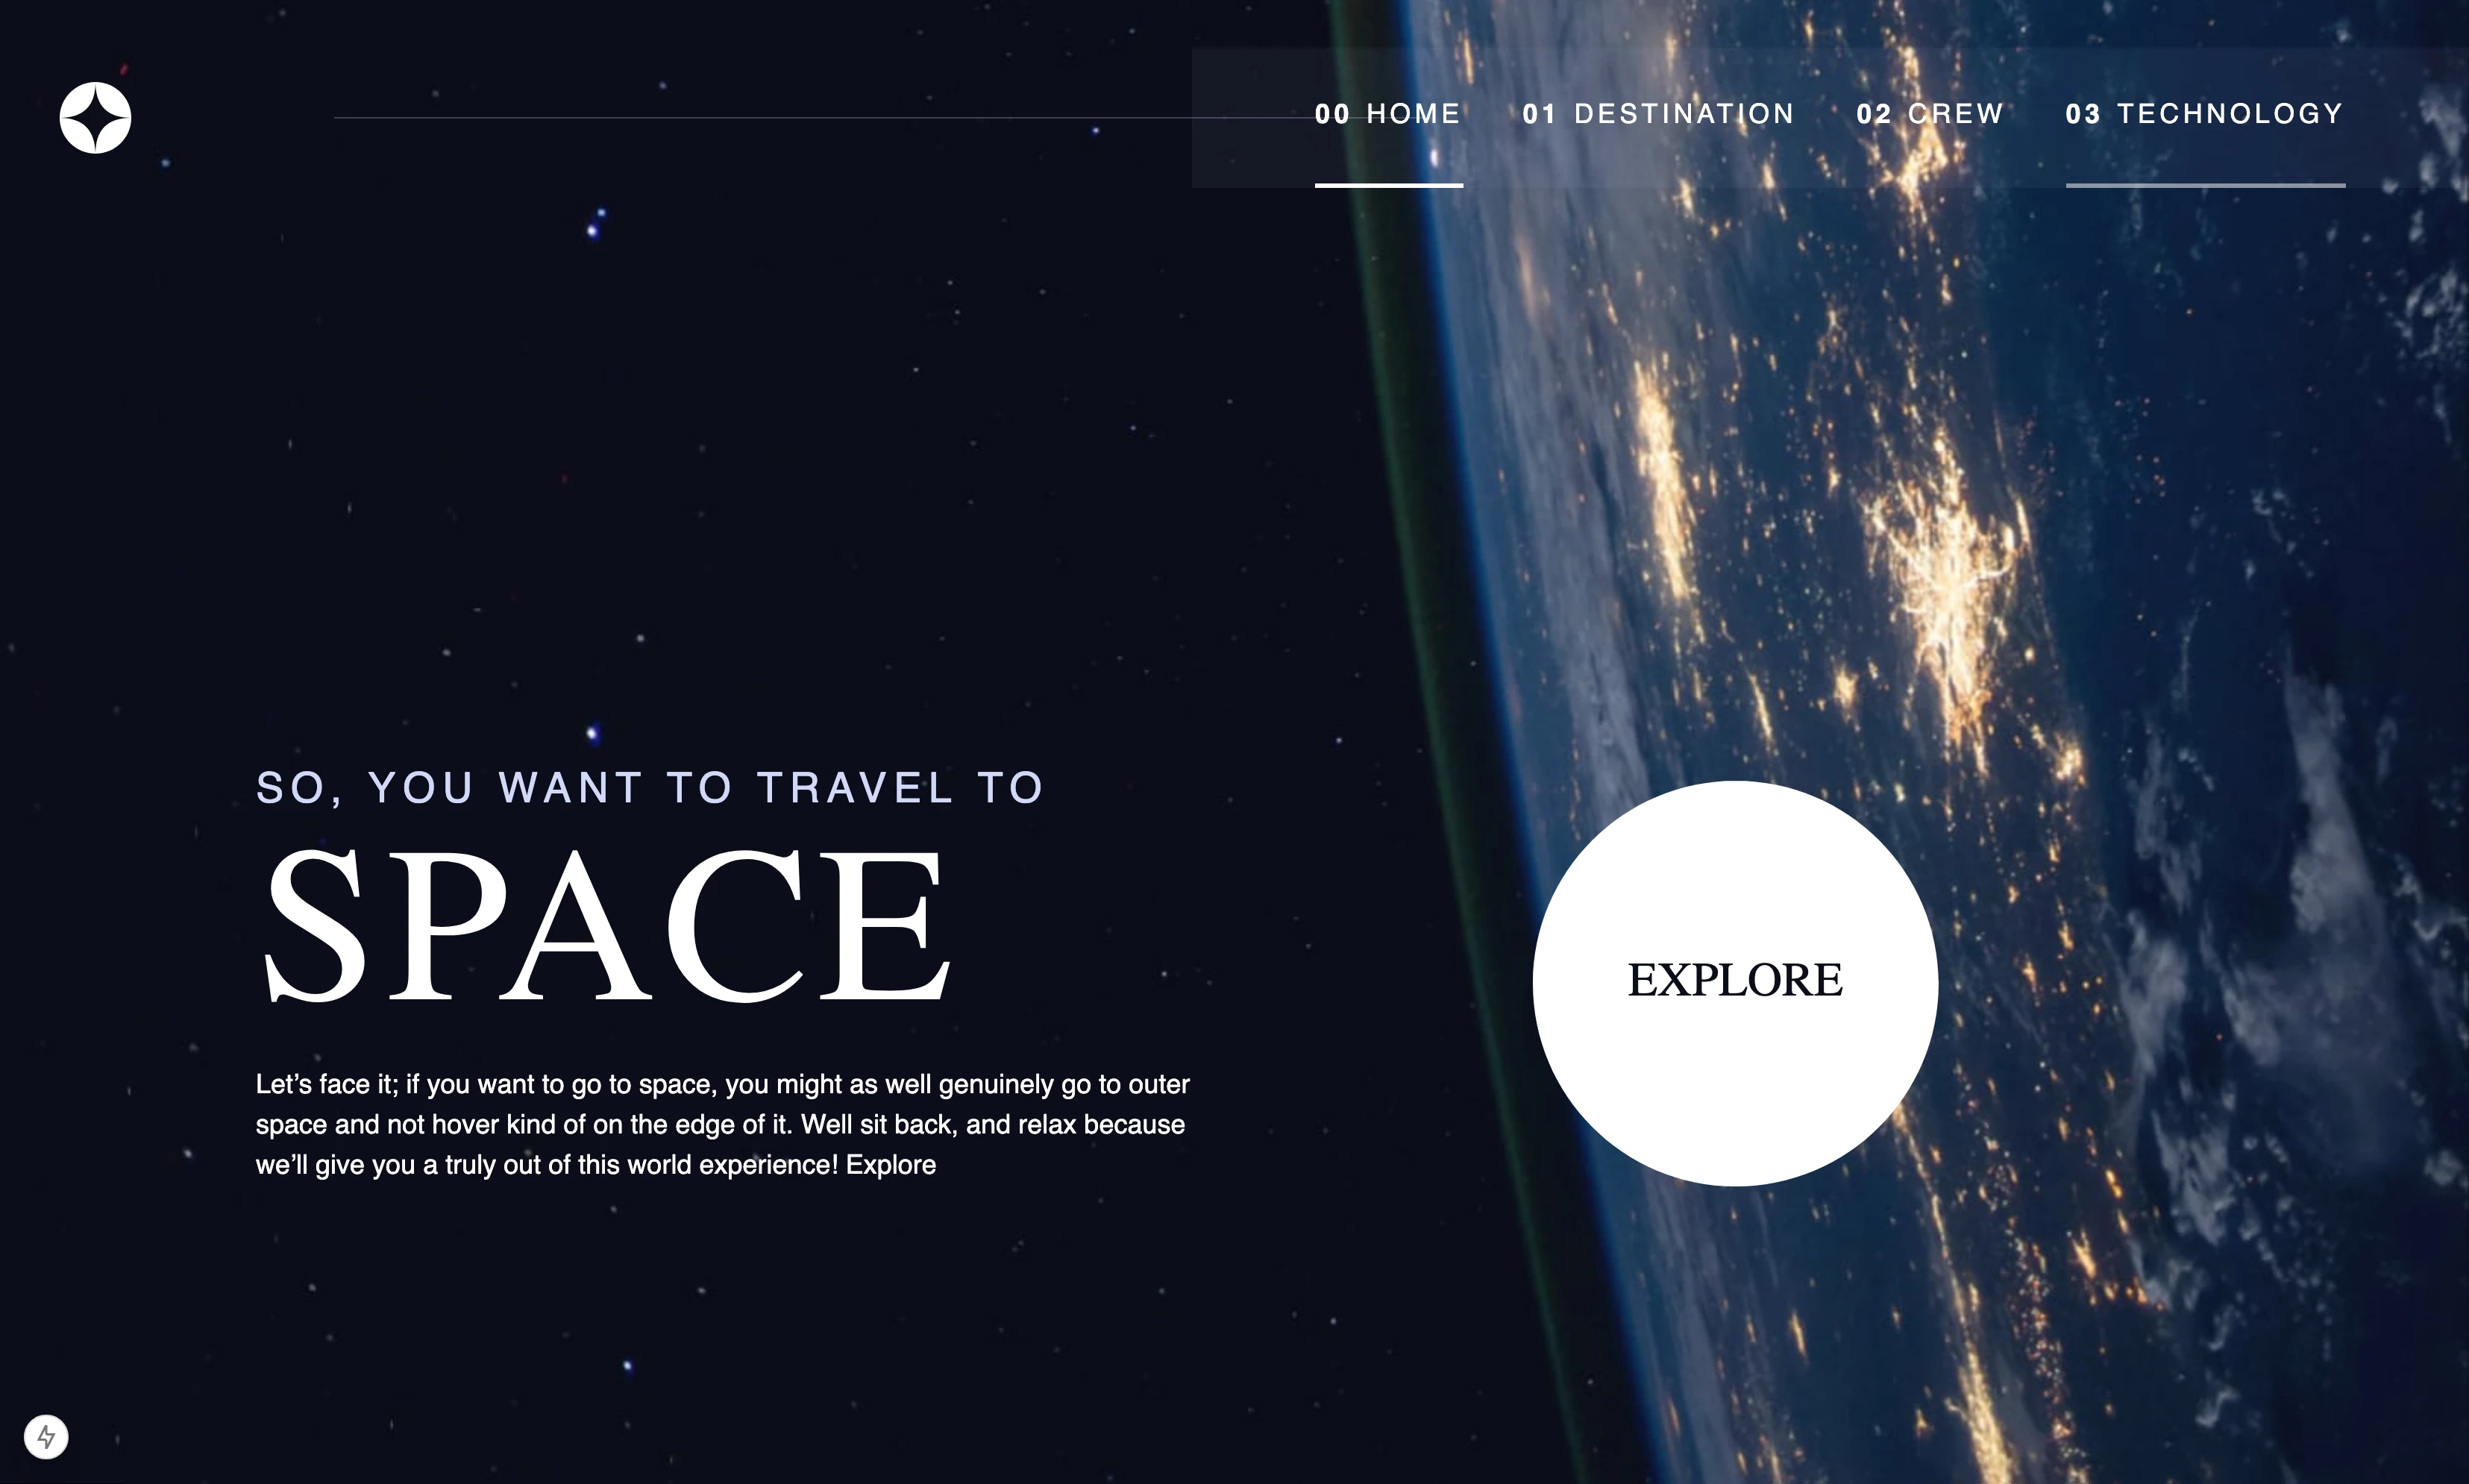 00 HOME 01 DESTINATION 02 CREW 03 TECHNOLOGY
SO, YOU WANT TO TRAVEL TO
SPACE
Let’s face it; if you want to go to space, you might as well genuinely go to outer
space and not hover kind of on the edge of it. Well sit back, and relax because
we’ll give you a truly out of this world experience! Explore
EXPLORE